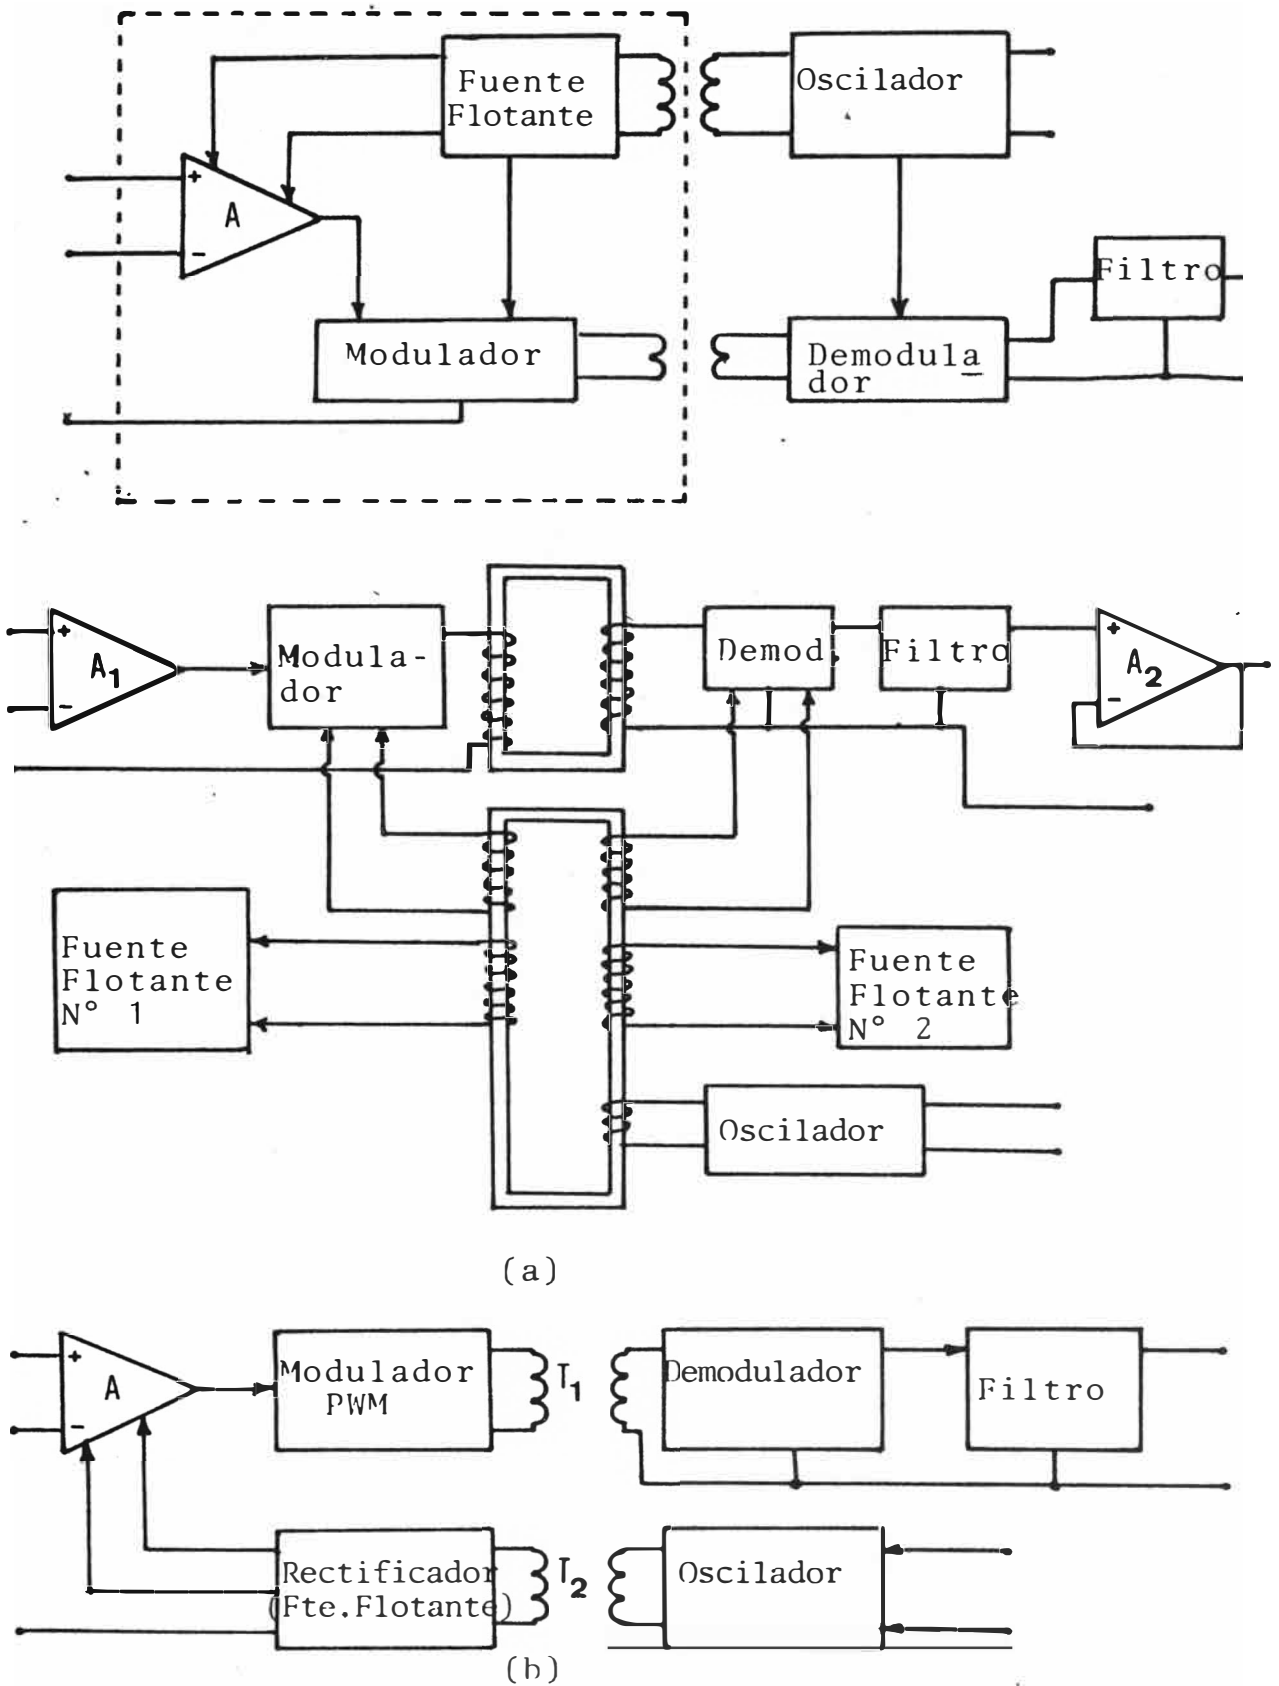 Fuente
Flotante
Oscilador
+
A
-
Filtro
Modulador
Demodula
dor
+
A1
-
Modula-
dor
Demod
Filtro
+
A2
-
Fuente
Flotante
N° 1
Fuente
Flotante
N° 2
Oscilador
(a)
+
A
-
Modulador
PWM
T1
Demodulador
Filtro
Rectificador
(Fte.Flotante)
T2
Oscilador
(b)